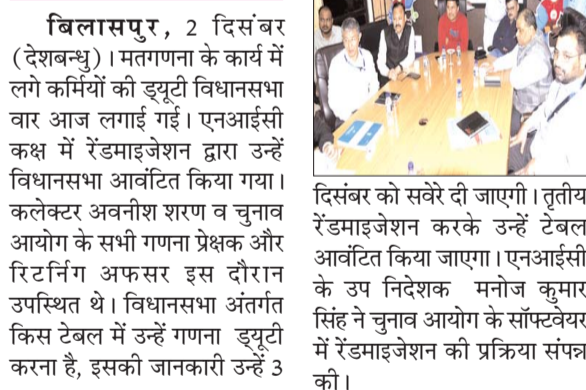 बिलासपुर, 2 दिसंबर
(देशबन्धु)। मतगणना के कार्य में
लगे कर्मियों की ड्यूटी विधानसभा
वार आज लगाई गई। एनआईसी
कक्ष में रेंडमाइजेशन द्वारा उन्हें
विधानसभा आवंटित किया गया।
कलेक्टर अवनीश शरण व चुनाव
आयोग के सभी गणना प्रेक्षक और
रिटर्निग अफसर इस दौरान
उपस्थित थे। विधानसभा अंतर्गत
किस टेबल में उन्हें गणना ड्यूटी
करना है, इसकी जानकारी उन्हें 3
दिसंबर को सवेरे दी जाएगी। तृतीय
रेंडमाइजेशन करके उन्हें टेबल
आवंटित किया जाएगा। एनआईसी
के उप निदेशक मनोज कुमार
सिंह ने चुनाव आयोग के सॉफ्टवेयर
में रेंडमाइजेशन की प्रक्रिया संपन्न
की।